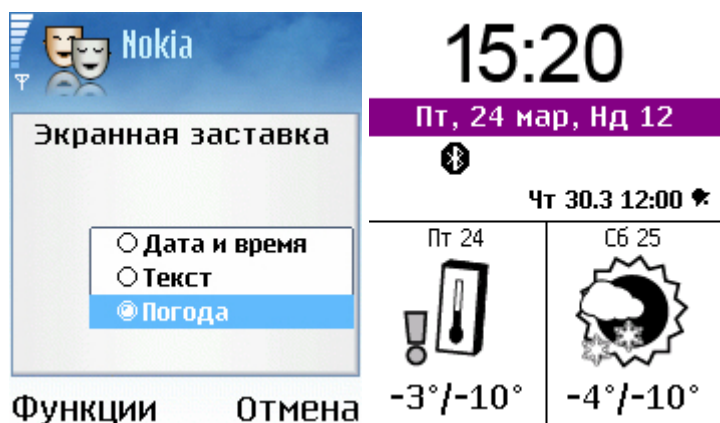 Nokia
Экранная заставка
Дата и время
Текст
Погода
Функции Отмена
15:20
Пт, 24 мар, Нд 12
Чт 30.3 12:00
Пт 24
-3°/-10°
Сб 25
-4°/-10°